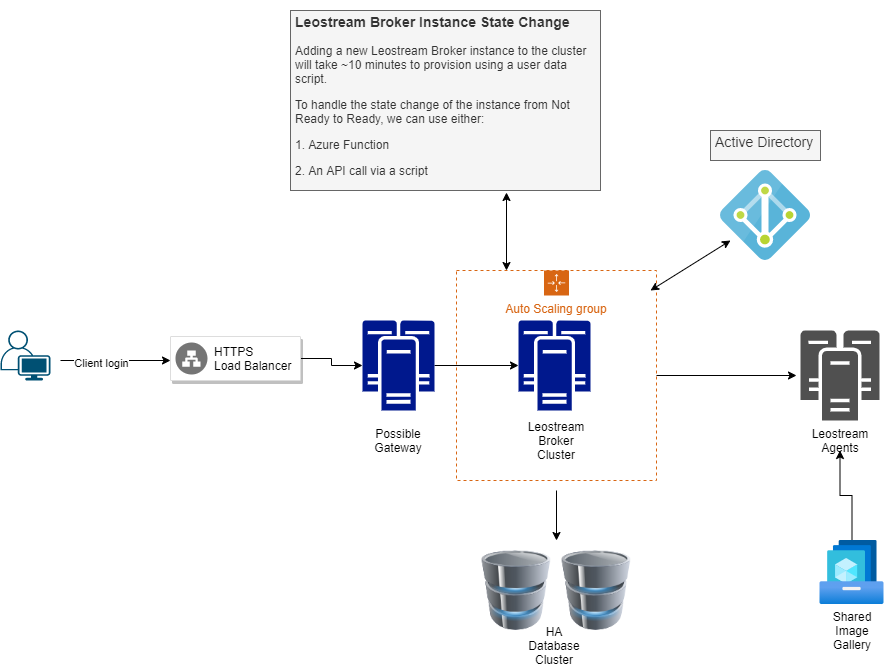 Leostream Broker Instance State Change
Adding a new Leostream Broker instance to the cluster
will take ~10 minutes to provision using a user data
script.
To handle the state change of the instance from Not
Ready to Ready, we can use either:
1. Azure Function
2. An API call via a script
Active Directory
Auto Scaling group
Client login
HTTPS
Load Balancer
Possible
Gateway
Leostream
Broker
Cluster
Leostream
Agents
HA
Database
Cluster
Shared
Image
Gallery